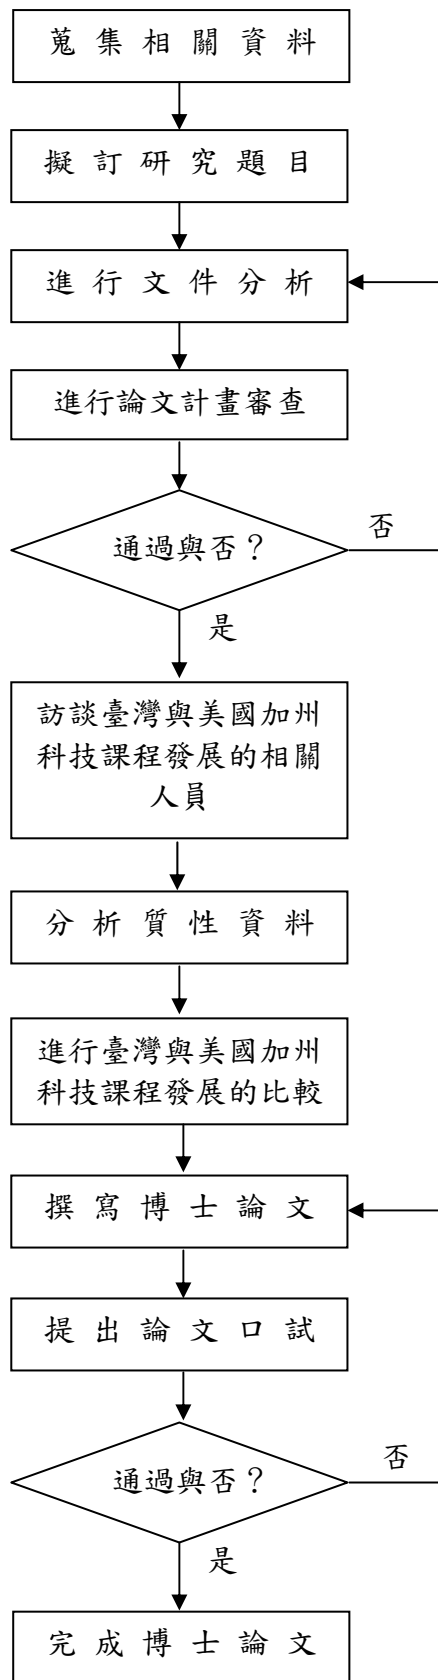 蒐集相關資料
擬訂研究題目
進行文件分析
進行論文計畫審查
通過與否？
否
是
訪談臺灣與美國加州
科技課程發展的相關
人員
分析質性資料
進行臺灣與美國加州
科技課程發展的比較
撰寫博士論文
提出論文口試
通過與否？
否
是
完成博士論文